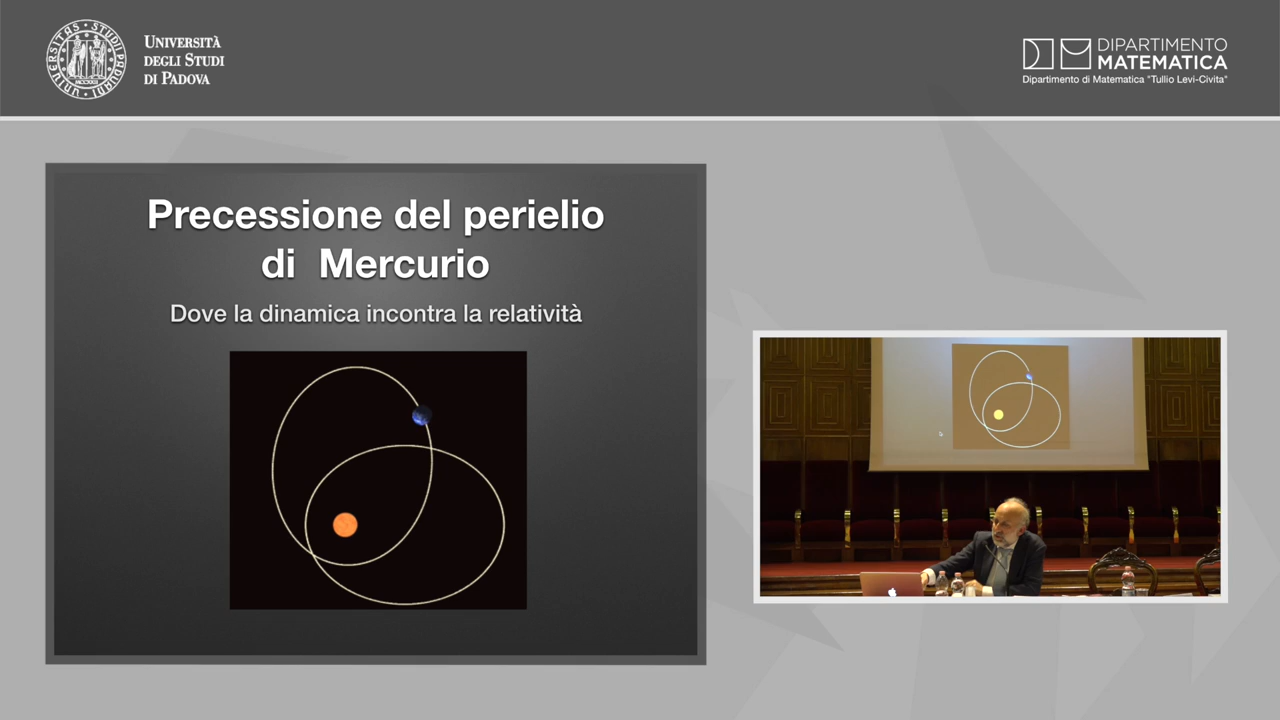 UNIVERSITÀ
DEGLI STUDI
DI PADOVA
DIPARTIMENTO
MATEMATICA
Dipartimento di Matematica "Tullio Levi-Civita"
Precessione del perielio
di Mercurio
Dove la dinamica incontra la relatività